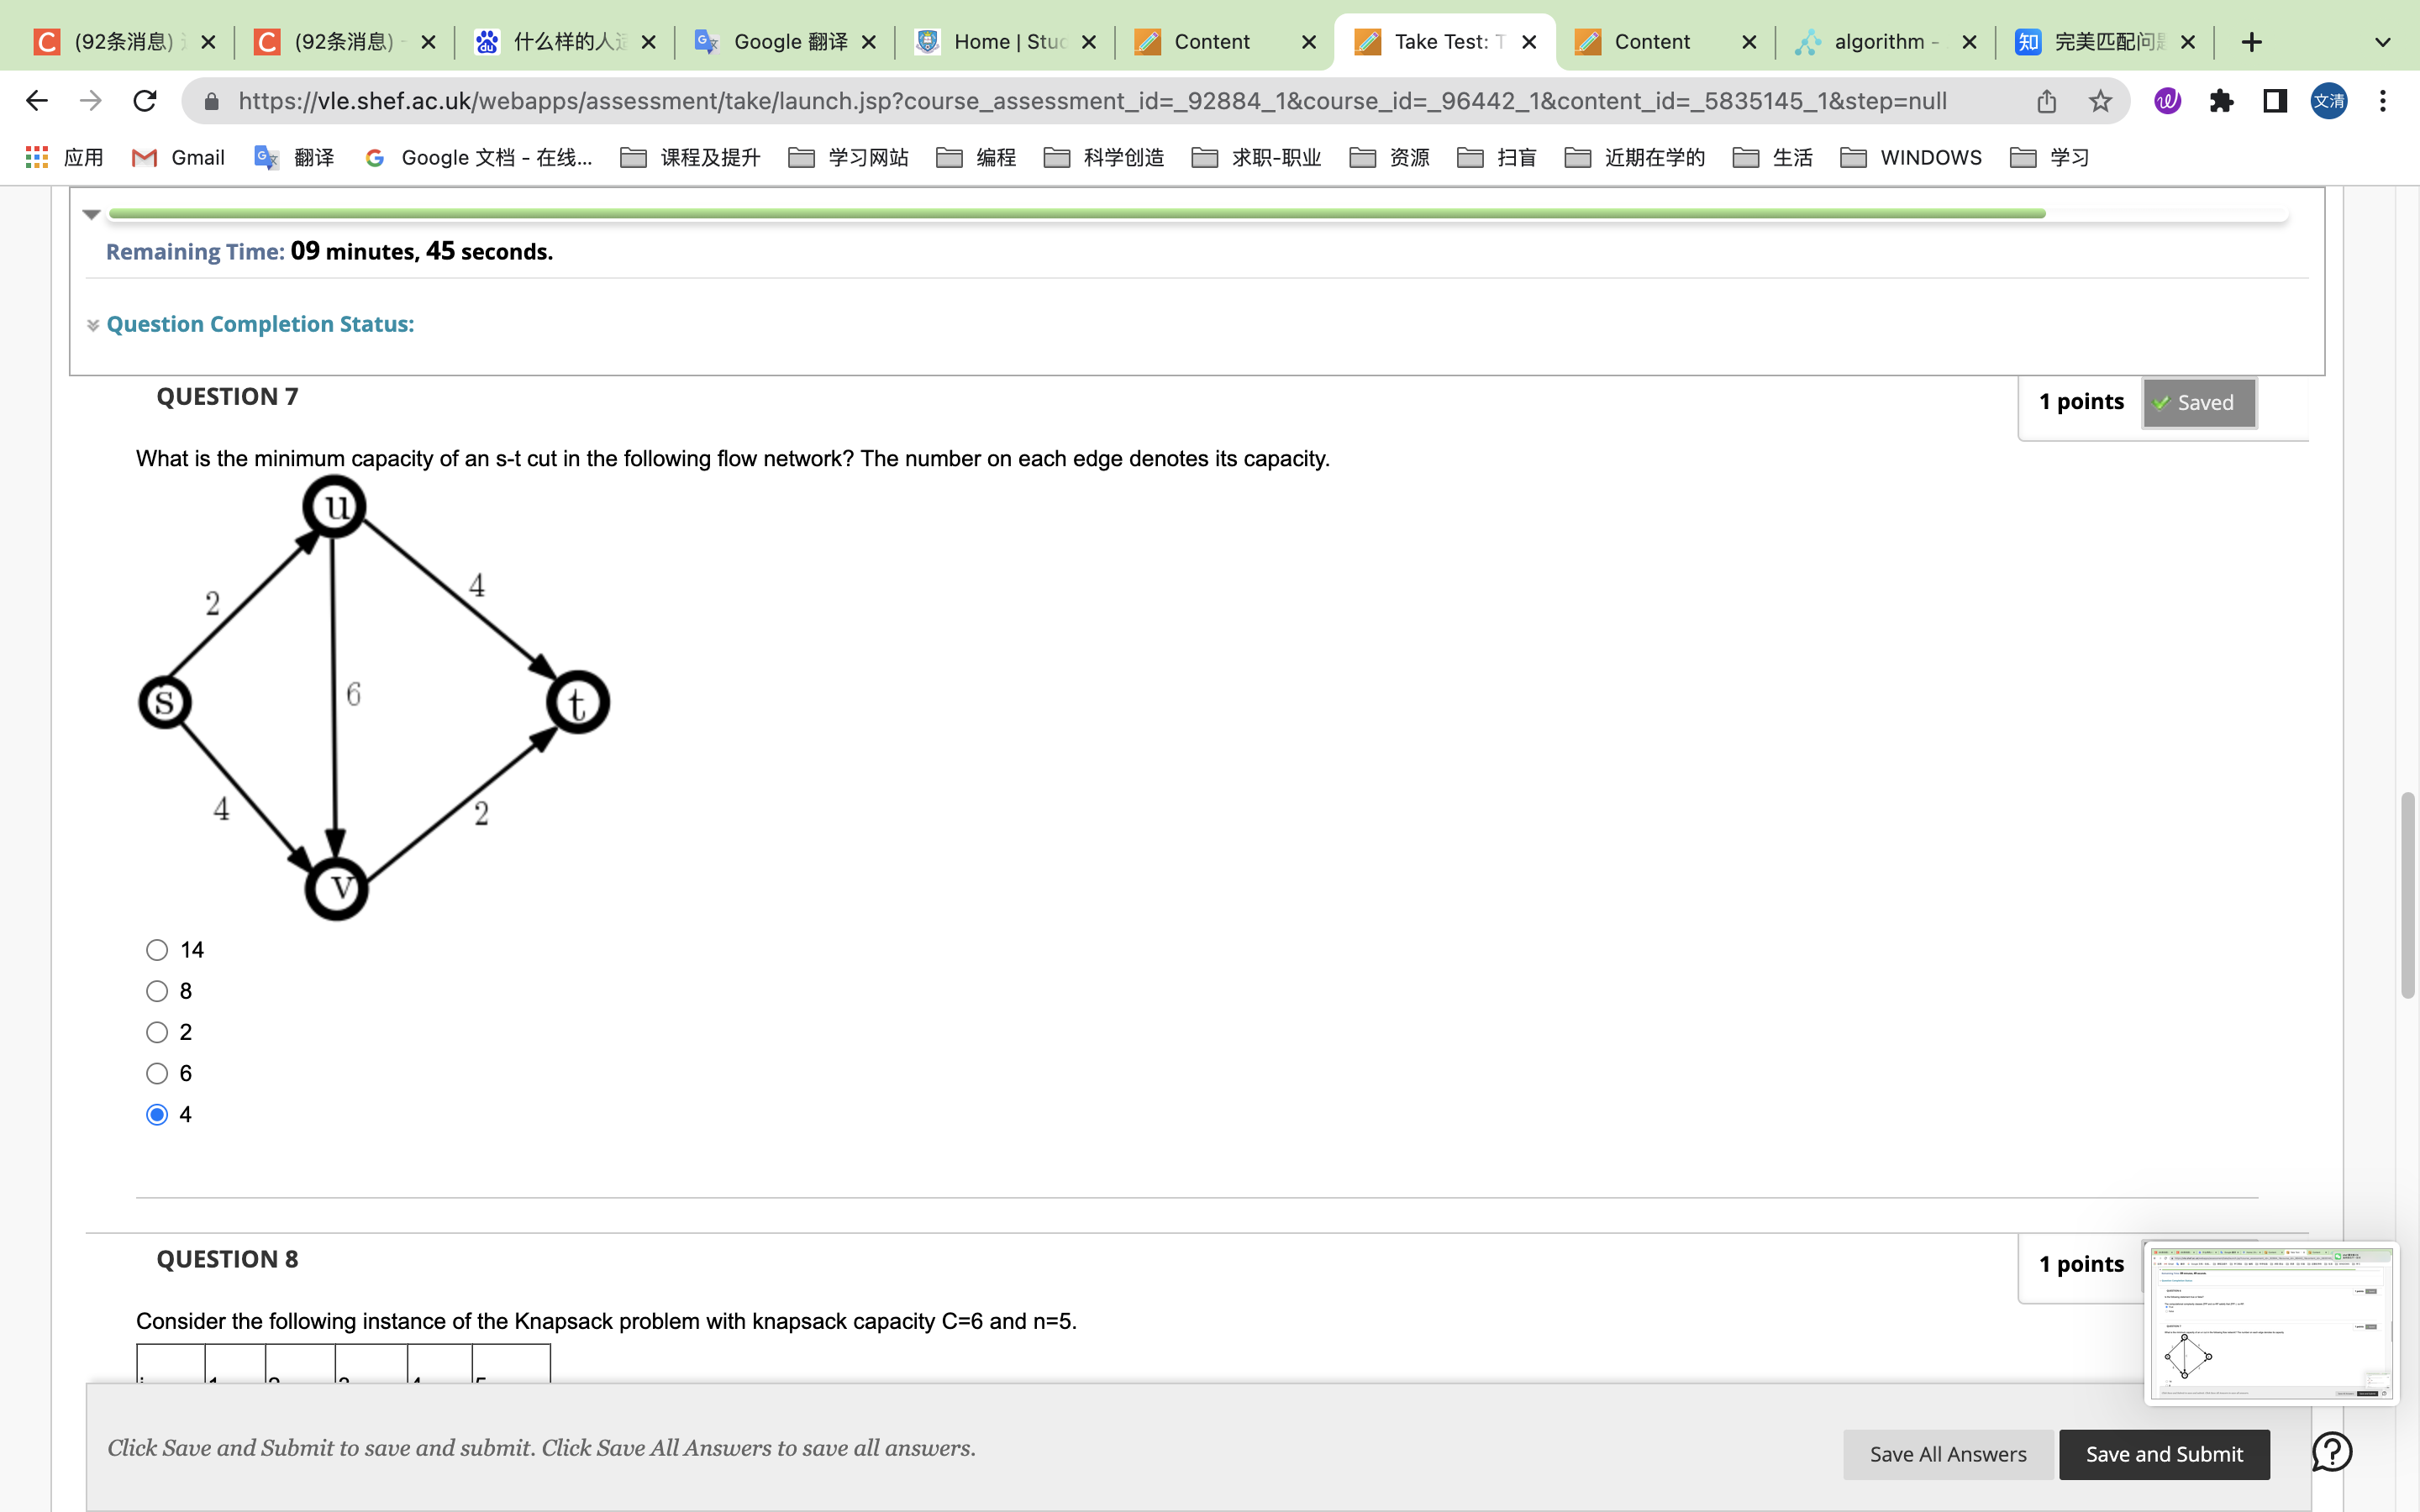 (92条消息)
(92条消息)
什么样的人
Google 翻译
Home | Stu
Content
Take Test: T
Content
algorithm -
完美匹配问
https://vle.shef.ac.uk/webapps/assessment/take/launch.jsp?course_assessment_id=_92884_1&course_id=_96442_1&content_id=_5835145_1&step=null
文清
应用
Gmail
翻译
Google 文档 - 在线...
课程及提升
学习网站
编程
科学创造
求职-职业
资源
扫盲
近期在学的
生活
WINDOWS
学习
Remaining Time: 09 minutes, 45 seconds.
Question Completion Status:
QUESTION 7
1 points
Saved
What is the minimum capacity of an s-t cut in the following flow network? The number on each edge denotes its capacity.
u
2
4
s
6
t
4
2
v
14
8
2
6
4
QUESTION 8
1 points
Consider the following instance of the Knapsack problem with knapsack capacity C=6 and n=5.
Click Save and Submit to save and submit. Click Save All Answers to save all answers.
Save All Answers
Save and Submit